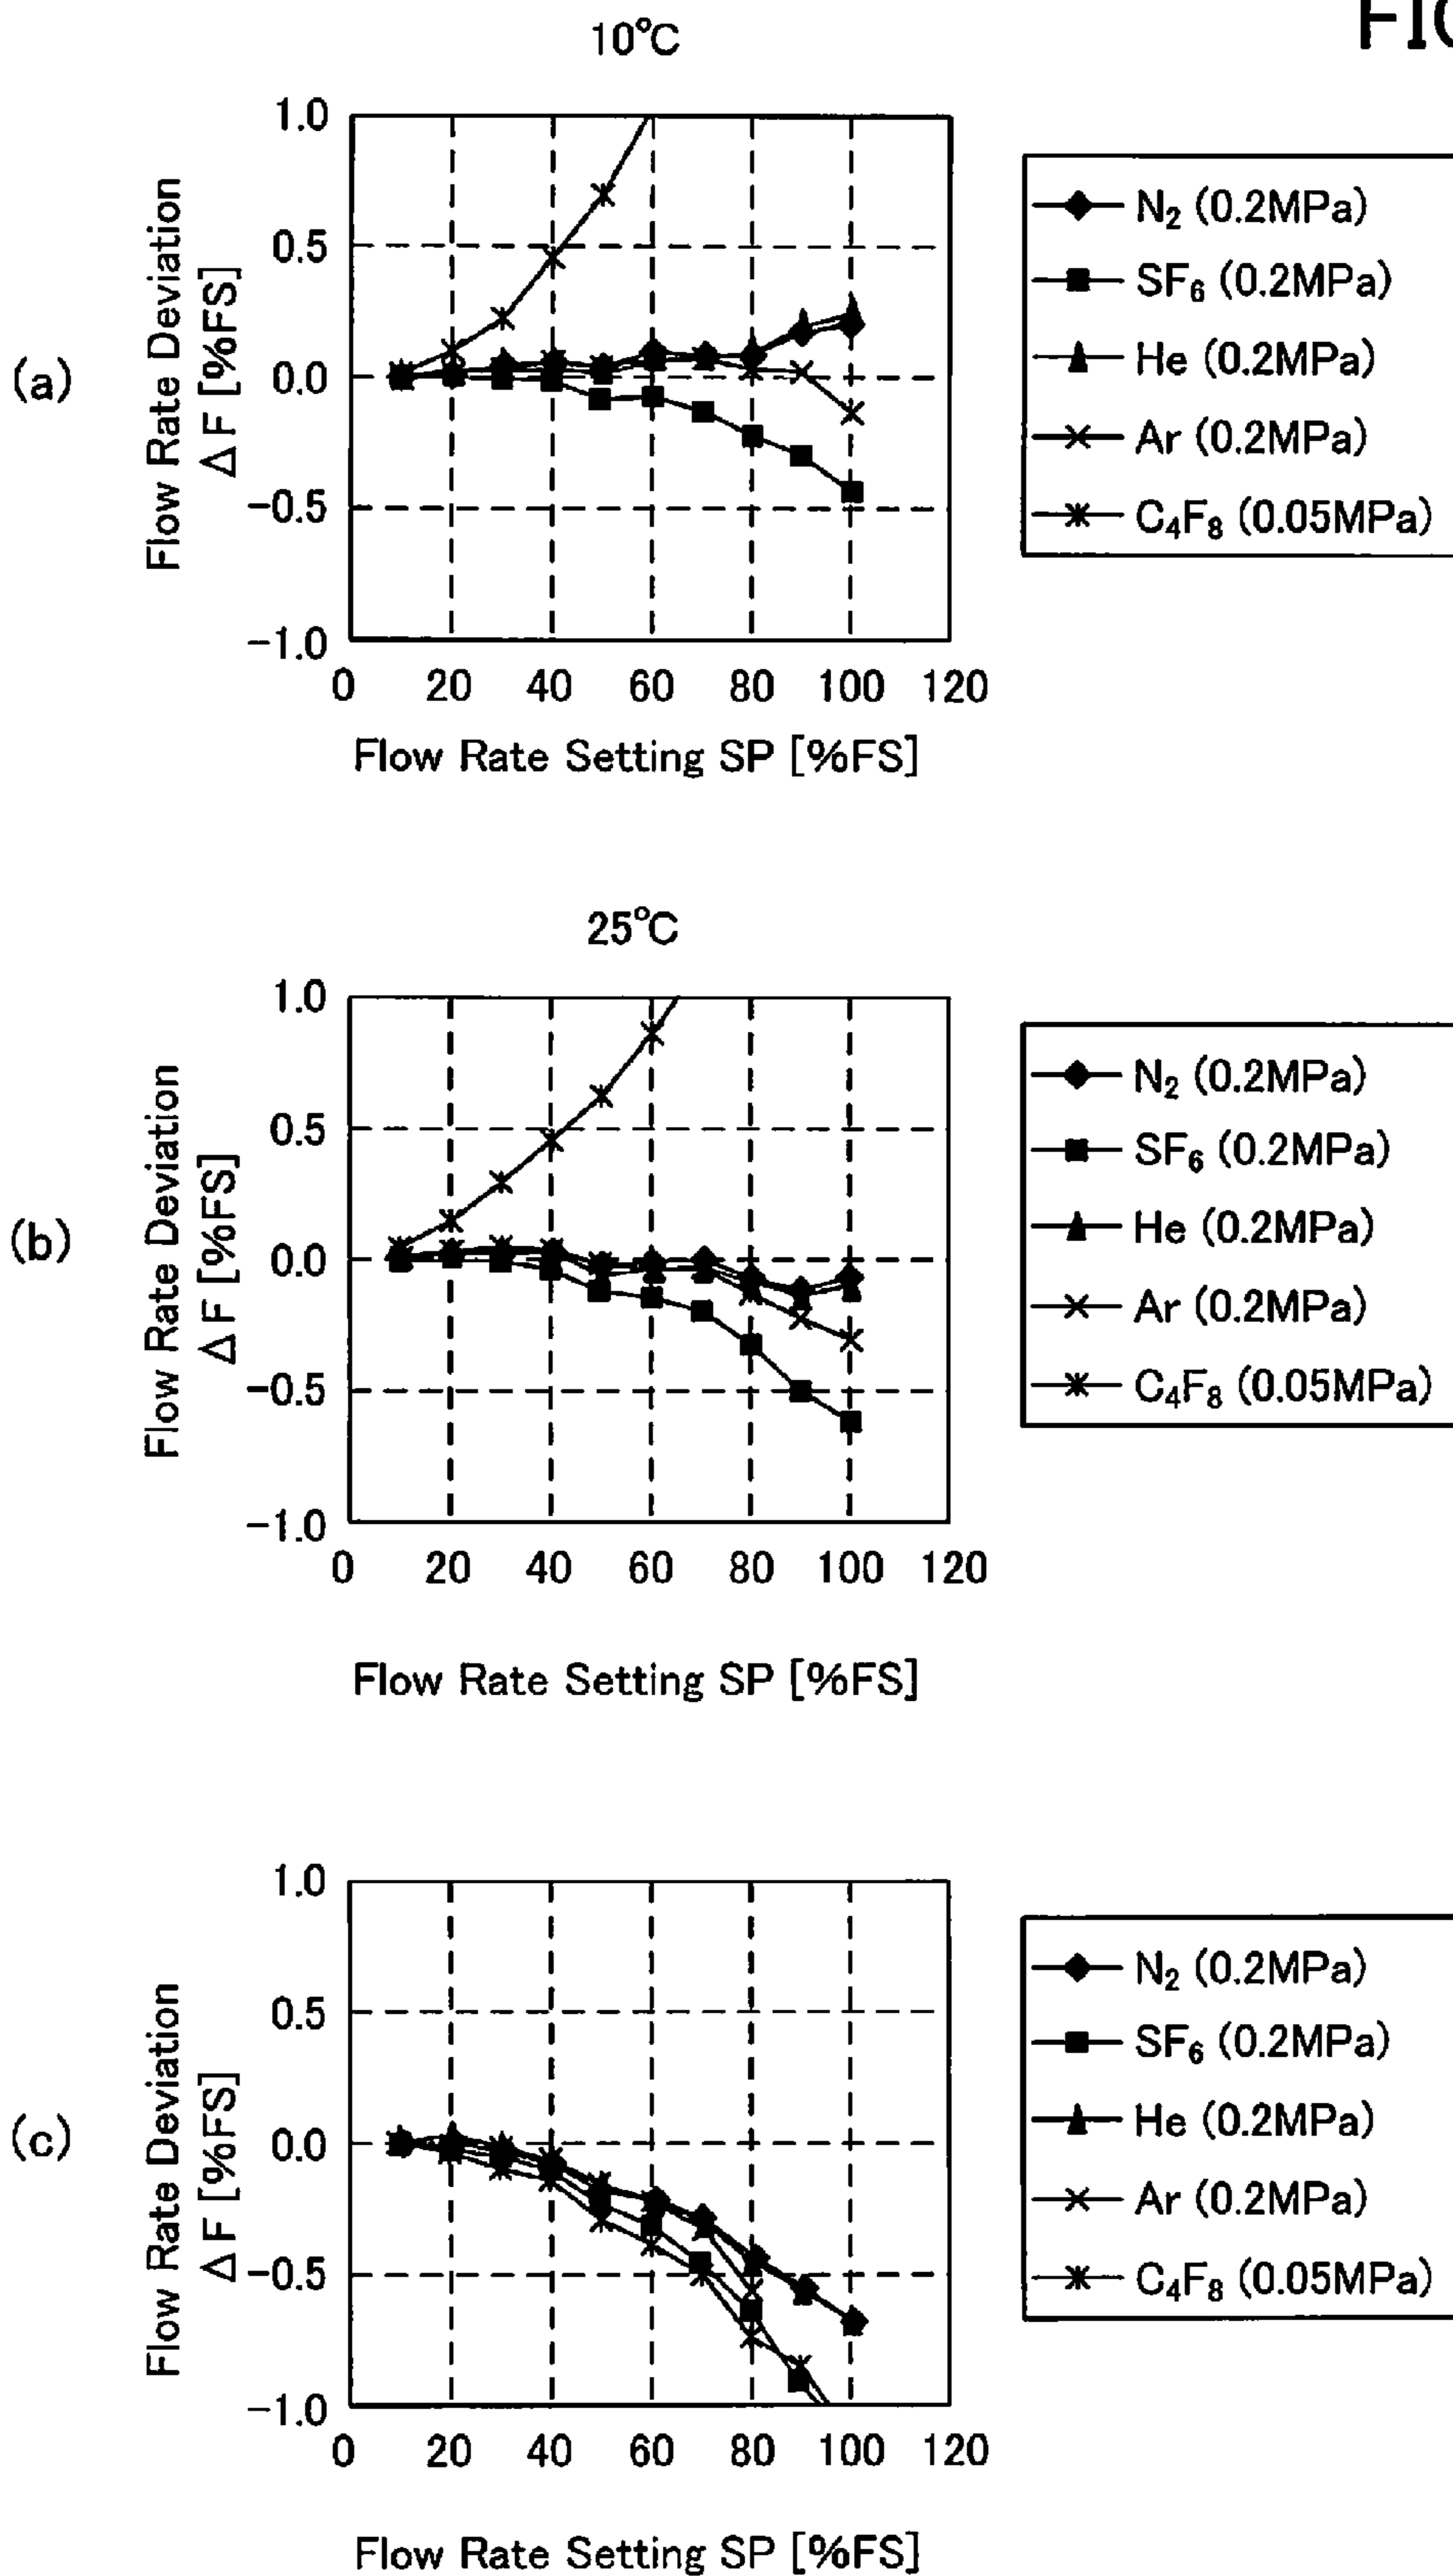 FIG
10°C
(a)
Flow Rate Deviation
ΔF [%FS]
1.0
0.5
0.0
−0.5
−1.0
0 20 40 60 80 100 120
Flow Rate Setting SP [%FS]
N₂ (0.2MPa)
SF₆ (0.2MPa)
He (0.2MPa)
Ar (0.2MPa)
C₄F₈ (0.05MPa)
25°C
(b)
Flow Rate Deviation
ΔF [%FS]
1.0
0.5
0.0
−0.5
−1.0
0 20 40 60 80 100 120
Flow Rate Setting SP [%FS]
N₂ (0.2MPa)
SF₆ (0.2MPa)
He (0.2MPa)
Ar (0.2MPa)
C₄F₈ (0.05MPa)
(c)
Flow Rate Deviation
ΔF [%FS]
1.0
0.5
0.0
−0.5
−1.0
0 20 40 60 80 100 120
Flow Rate Setting SP [%FS]
N₂ (0.2MPa)
SF₆ (0.2MPa)
He (0.2MPa)
Ar (0.2MPa)
C₄F₈ (0.05MPa)